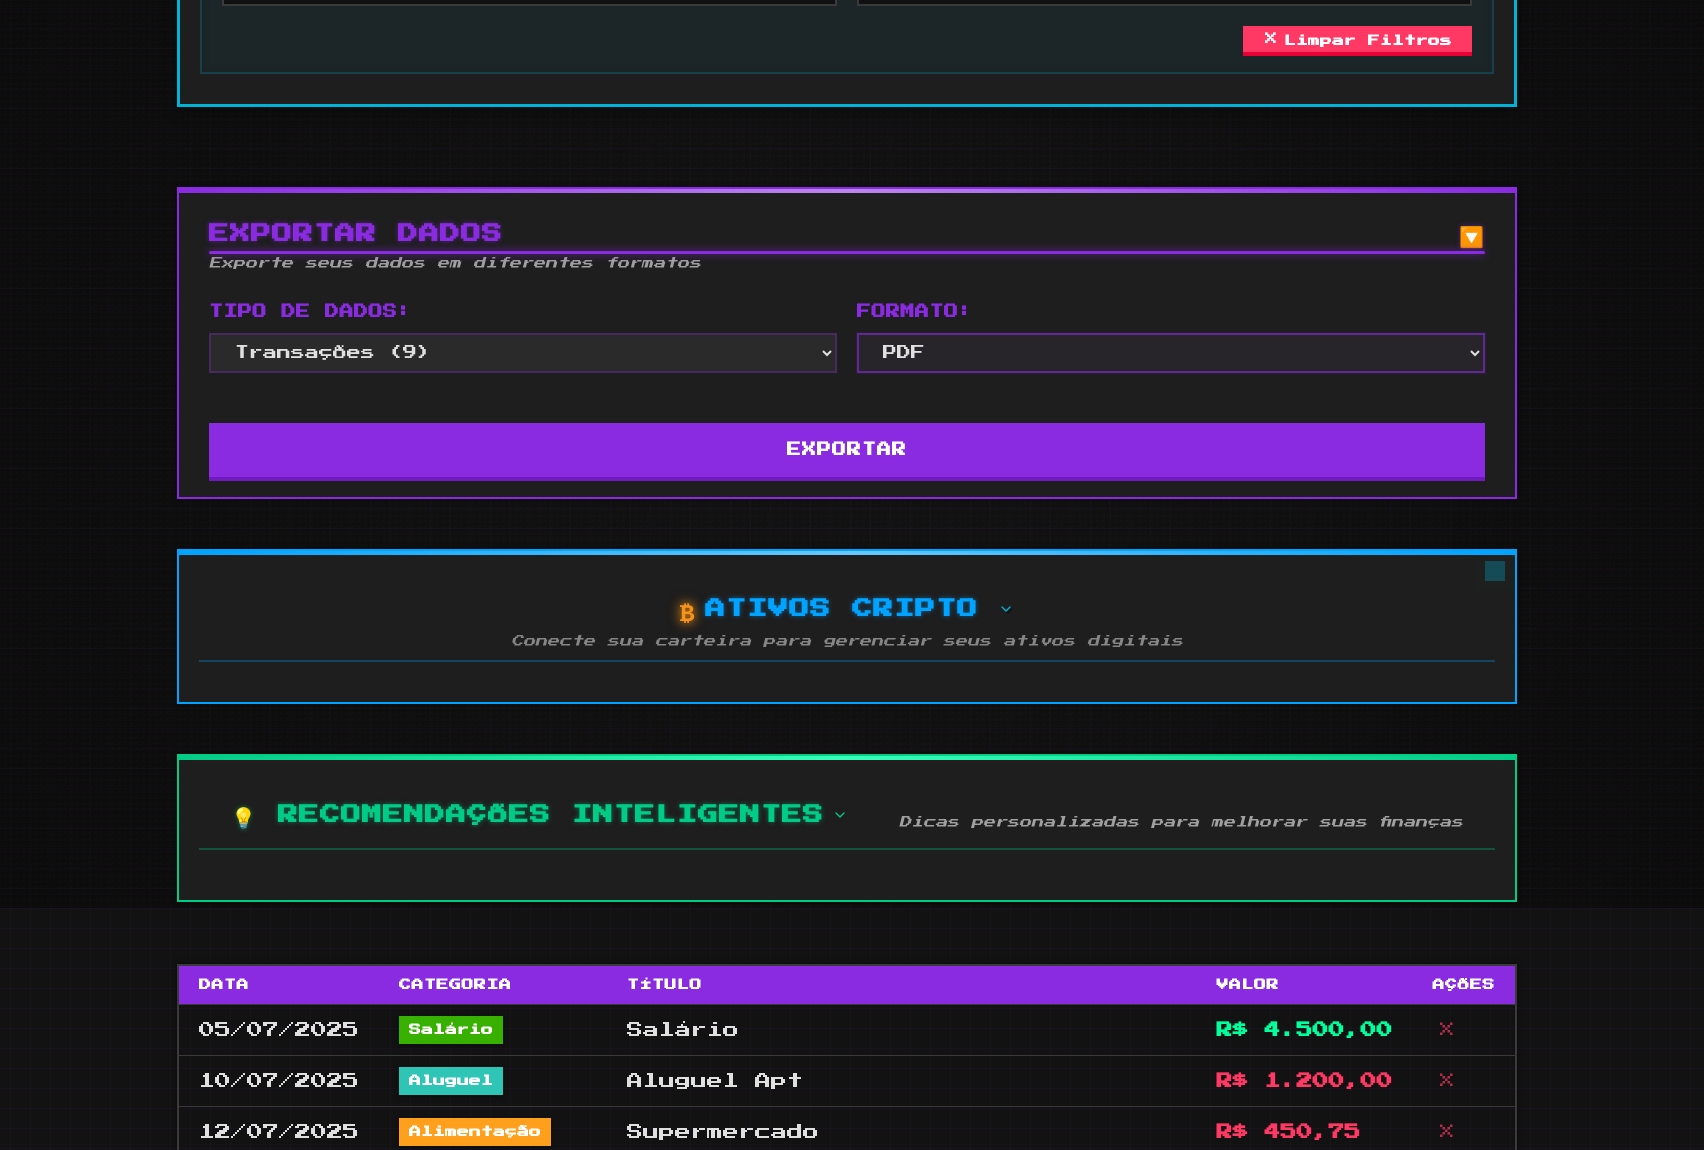 ✕ Limpar Filtros
EXPORTAR DADOS
Exporte seus dados em diferentes formatos
TIPO DE DADOS: FORMATO:
Transações (9) PDF
EXPORTAR
ATIVOS CRIPTO
Conecte sua carteira para gerenciar seus ativos digitais
RECOMENDAÇÕES INTELIGENTES Dicas personalizadas para melhorar suas finanças
DATA CATEGORIA TÍTULO VALOR AÇÕES
05/07/2025 Salário Salário R$ 4.500,00 ✕
10/07/2025 Aluguel Aluguel Apt R$ 1.200,00 ✕
12/07/2025 Alimentação Supermercado R$ 450,75 ✕